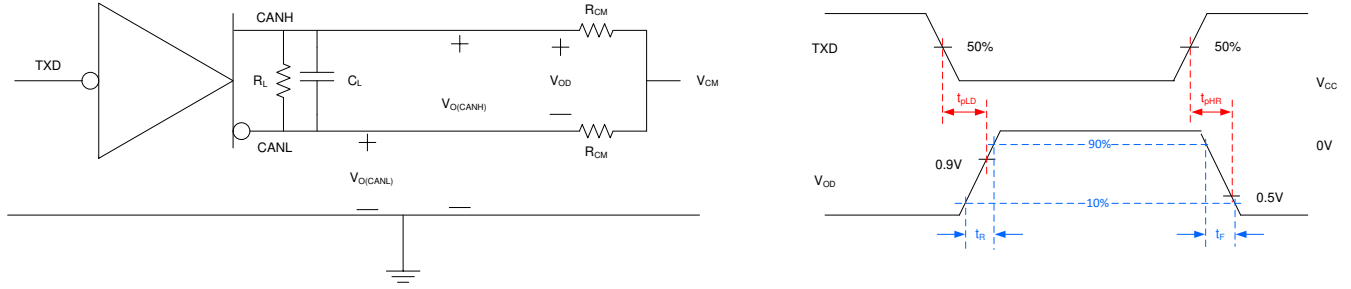 CANH
TXD
R_L
C_L
CANL
V_O(CANH)
V_O(CANL)
V_OD
R_CM
R_CM
V_CM
TXD
50%
50%
V_CC
t_pLD
t_pHR
0V
90%
0.9V
V_OD
10%
0.5V
t_R
t_F